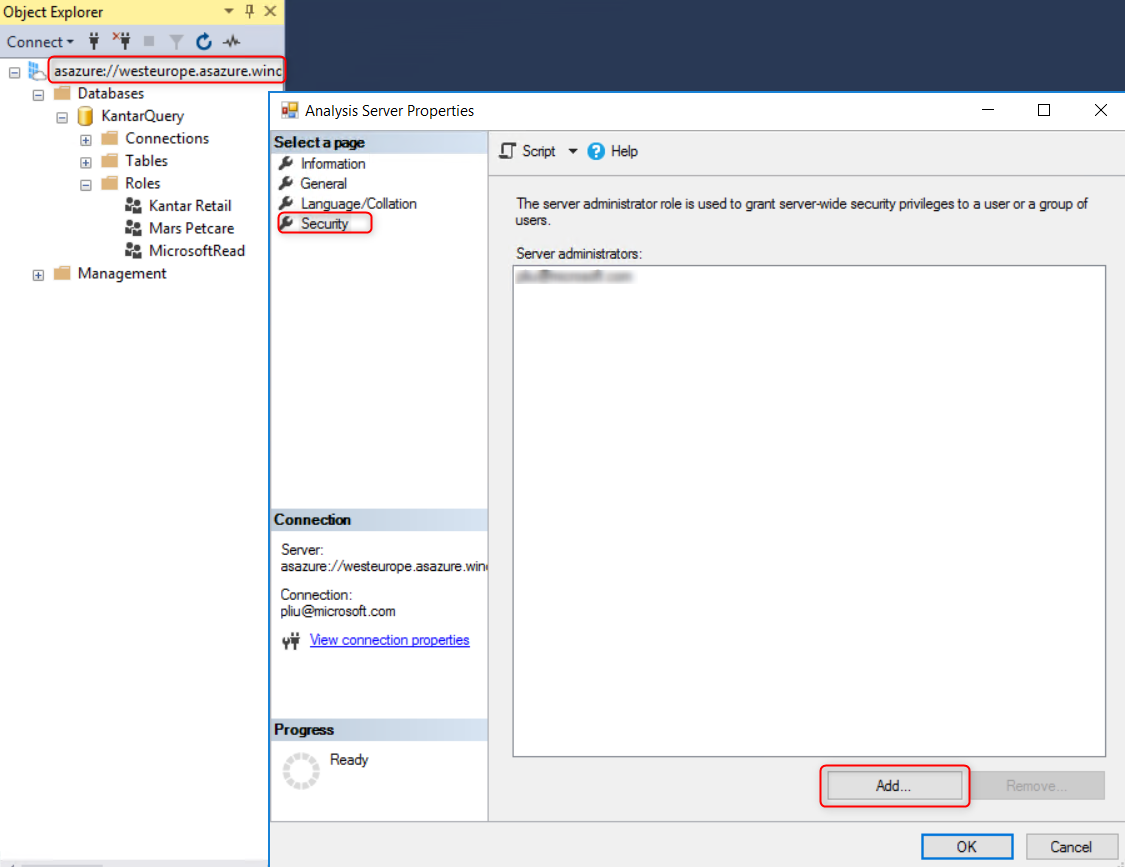 Object Explorer
Connect
asazure://westeurope.asazure.winc
Databases
KantarQuery
Connections
Tables
Roles
Kantar Retail
Mars Petcare
MicrosoftRead
Management
Analysis Server Properties
Select a page
Information
General
Language/Collation
Security
Connection
Server:
asazure://westeurope.asazure.win
Connection:
pliu@microsoft.com
View connection properties
Progress
Ready
Script
Help
The server administrator role is used to grant server-wide security privileges to a user or a group of
users.
Server administrators:
Add...
Remove...
OK
Cancel